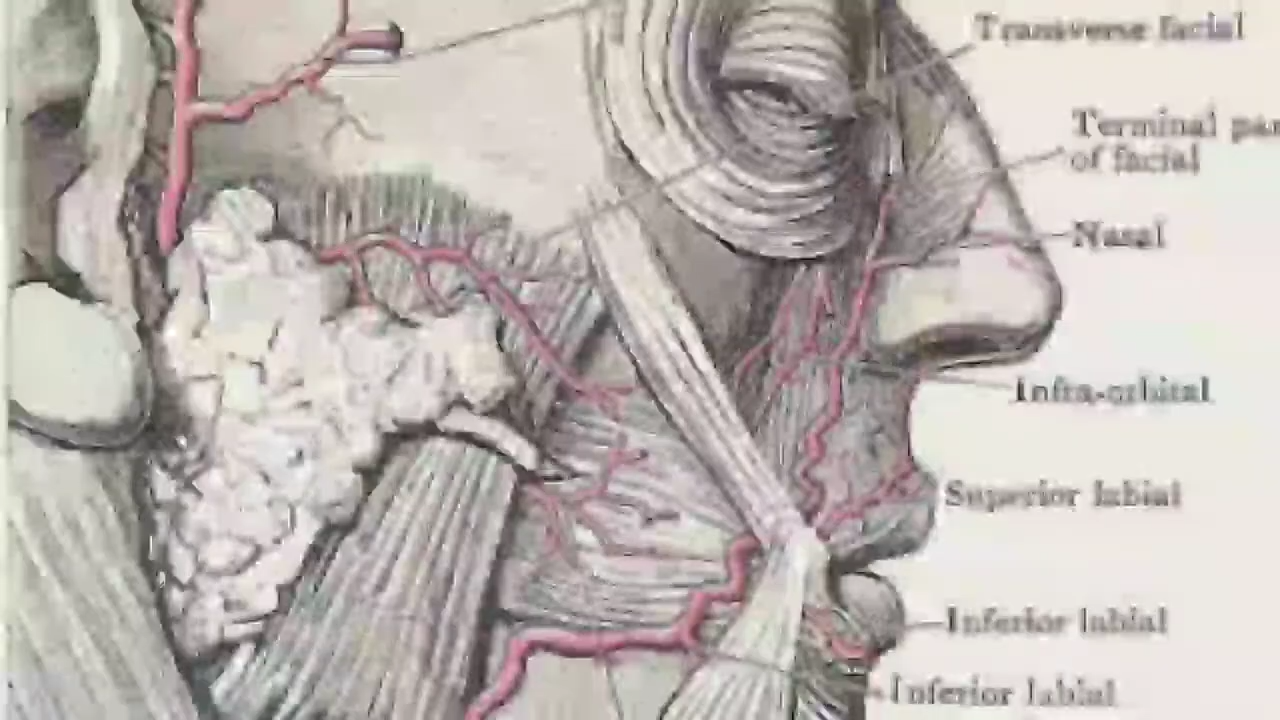 Transverse facial
Terminal par
of facial
Nasal
Infra-orbital
Superior labial
Inferior labial
Inferior labial